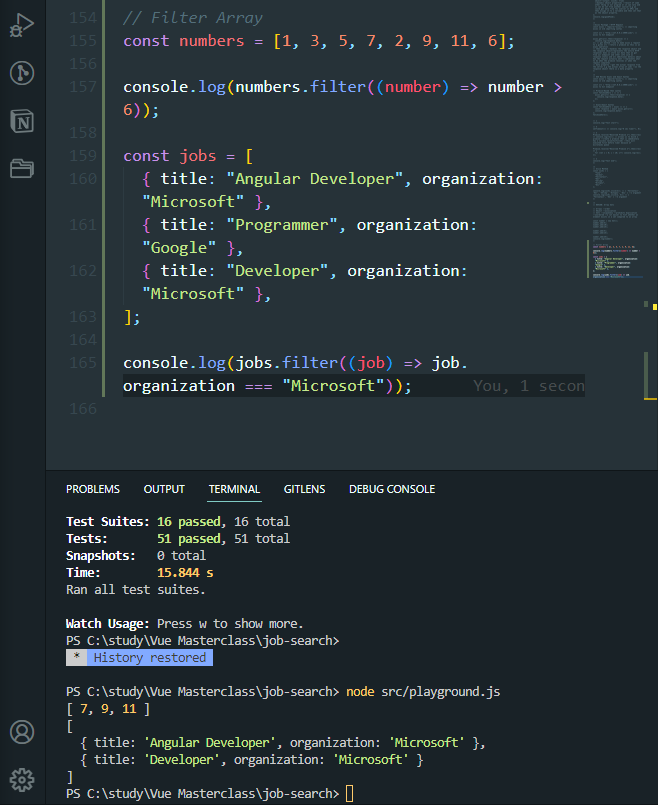 154 // Filter Array
155 const numbers = [1, 3, 5, 7, 2, 9, 11, 6];
156
157 console.log(numbers.filter((number) => number >
6));
158
159 const jobs = [
160 { title: "Angular Developer", organization:
"Microsoft" },
161 { title: "Programmer", organization:
"Google" },
162 { title: "Developer", organization:
"Microsoft" },
163 ];
164
165 console.log(jobs.filter((job) => job.
organization === "Microsoft")); You, 1 secon
166
PROBLEMS OUTPUT TERMINAL GITLENS DEBUG CONSOLE
Test Suites: 16 passed, 16 total
Tests: 51 passed, 51 total
Snapshots: 0 total
Time: 15.844 s
Ran all test suites.
Watch Usage: Press w to show more.
PS C:\study\Vue Masterclass\job-search>
* History restored
PS C:\study\Vue Masterclass\job-search> node src/playground.js
[ 7, 9, 11 ]
[
{ title: 'Angular Developer', organization: 'Microsoft' },
{ title: 'Developer', organization: 'Microsoft' }
]
PS C:\study\Vue Masterclass\job-search>